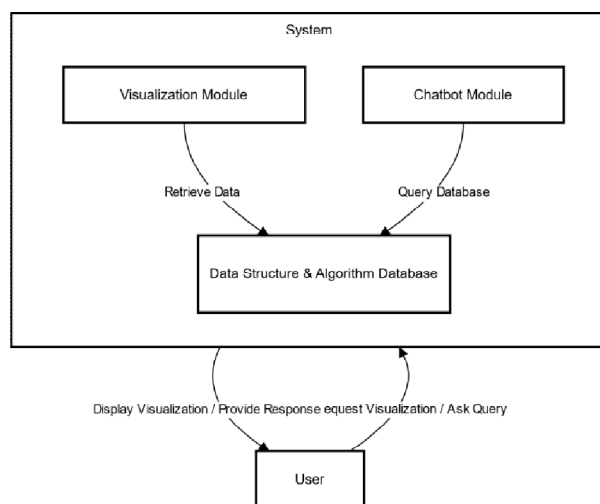 System
Visualization Module
Chatbot Module
Retrieve Data
Query Database
Data Structure & Algorithm Database
Display Visualization / Provide Response equest Visualization / Ask Query
User